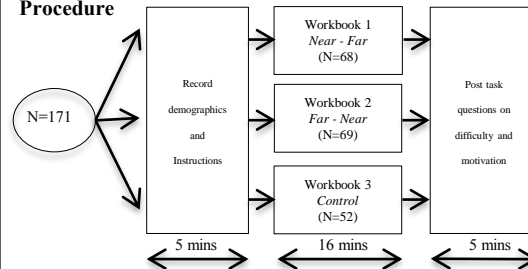 Procedure
N=171
Record
demographics
and
Instructions
Workbook 1
Near - Far
(N=68)
Workbook 2
Far - Near
(N=69)
Workbook 3
Control
(N=52)
Post task
questions on
difficulty and
motivation
5 mins
16 mins
5 mins